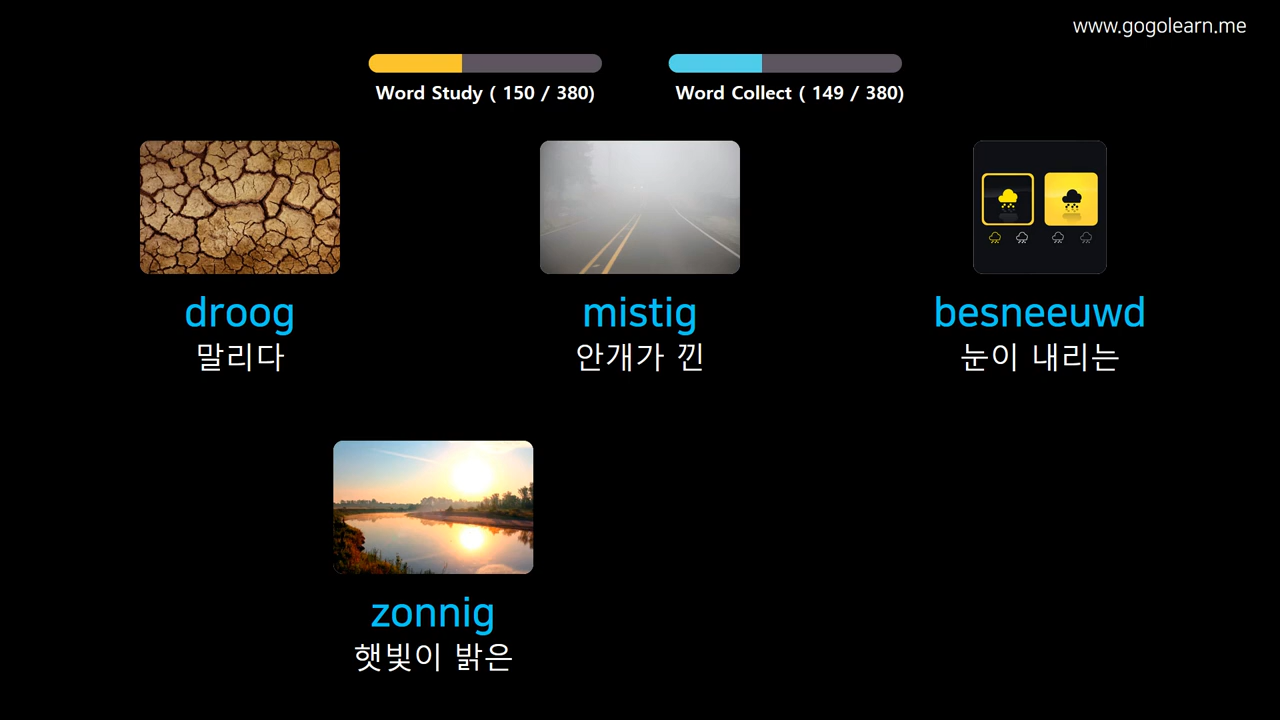 www.gogolearn.me
Word Study ( 150 / 380)
Word Collect ( 149 / 380)
droog
말리다
mistig
안개가 낀
besneeuwd
눈이 내리는
zonnig
햇빛이 밝은